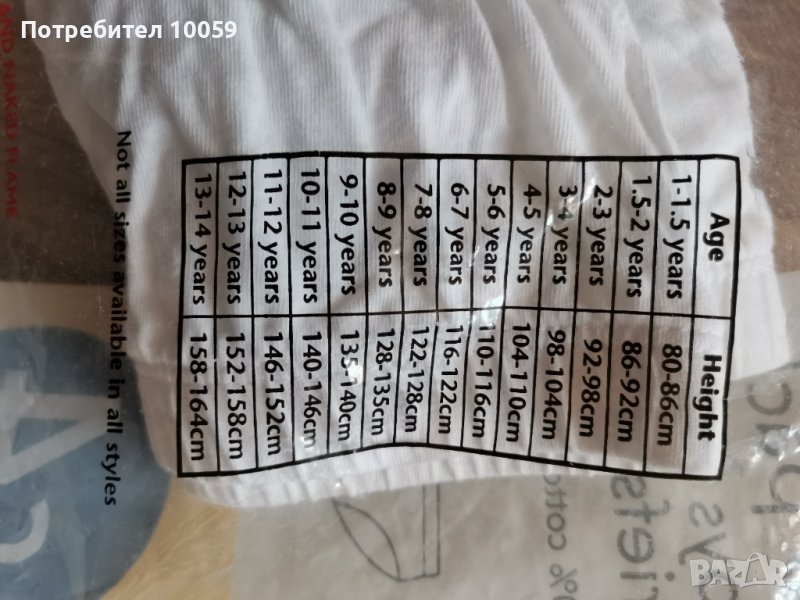 Потребител 10059
AND NAKED FLAME
Age Height
1-1.5 years 80-86cm
1.5-2 years 86-92cm
2-3 years 92-98cm
3-4 years 98-104cm
4-5 years 104-110cm
5-6 years 110-116cm
6-7 years 116-122cm
7-8 years 122-128cm
8-9 years 128-135cm
9-10 years 135-140cm
10-11 years 140-146cm
11-12 years 146-152cm
12-13 years 152-158cm
13-14 years 158-164cm
Not all sizes available in all styles
BAZAR